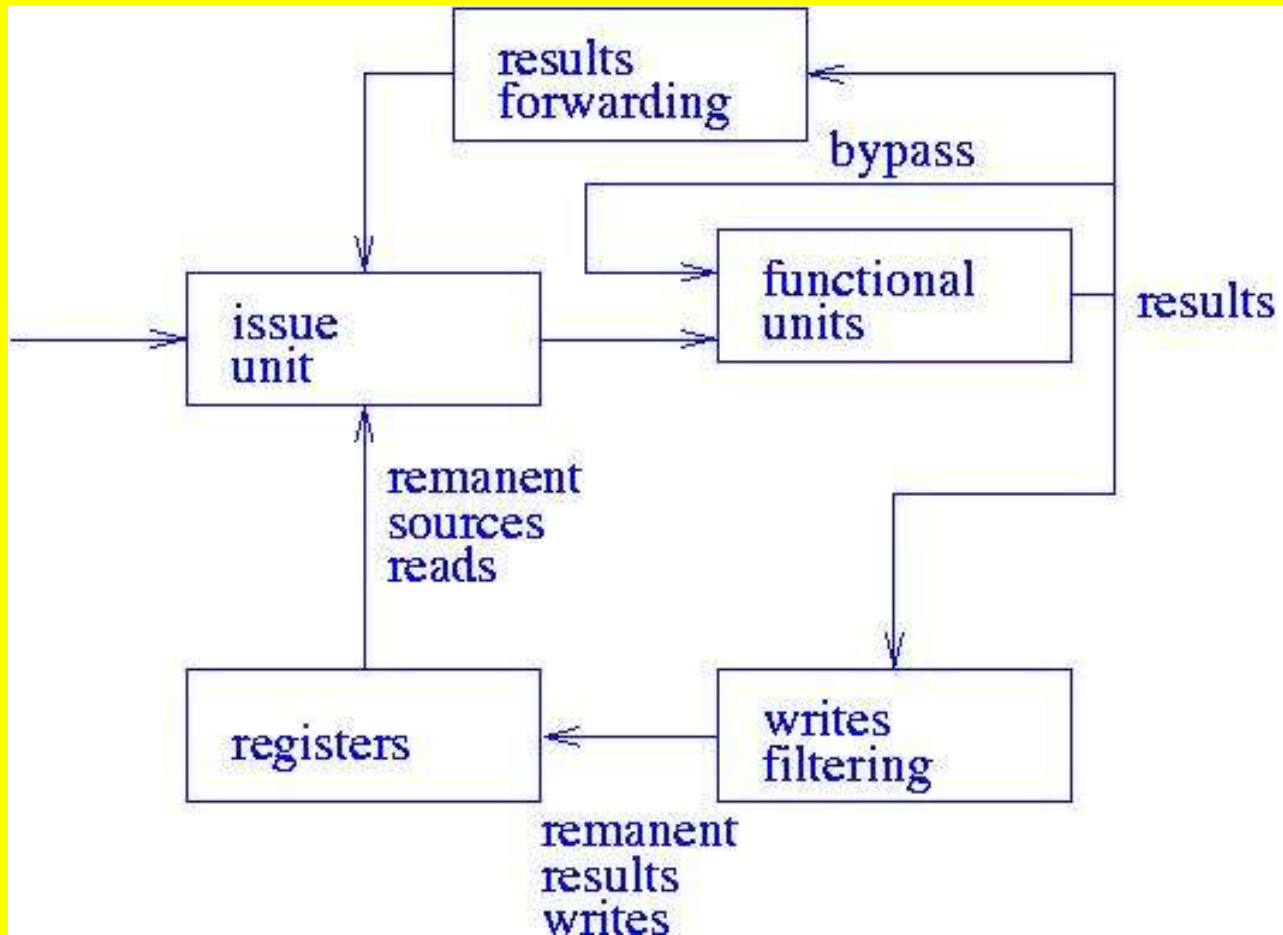 results
forwarding
bypass
functional
units
results
issue
unit
remanent
sources
reads
registers
writes
filtering
remanent
results
writes